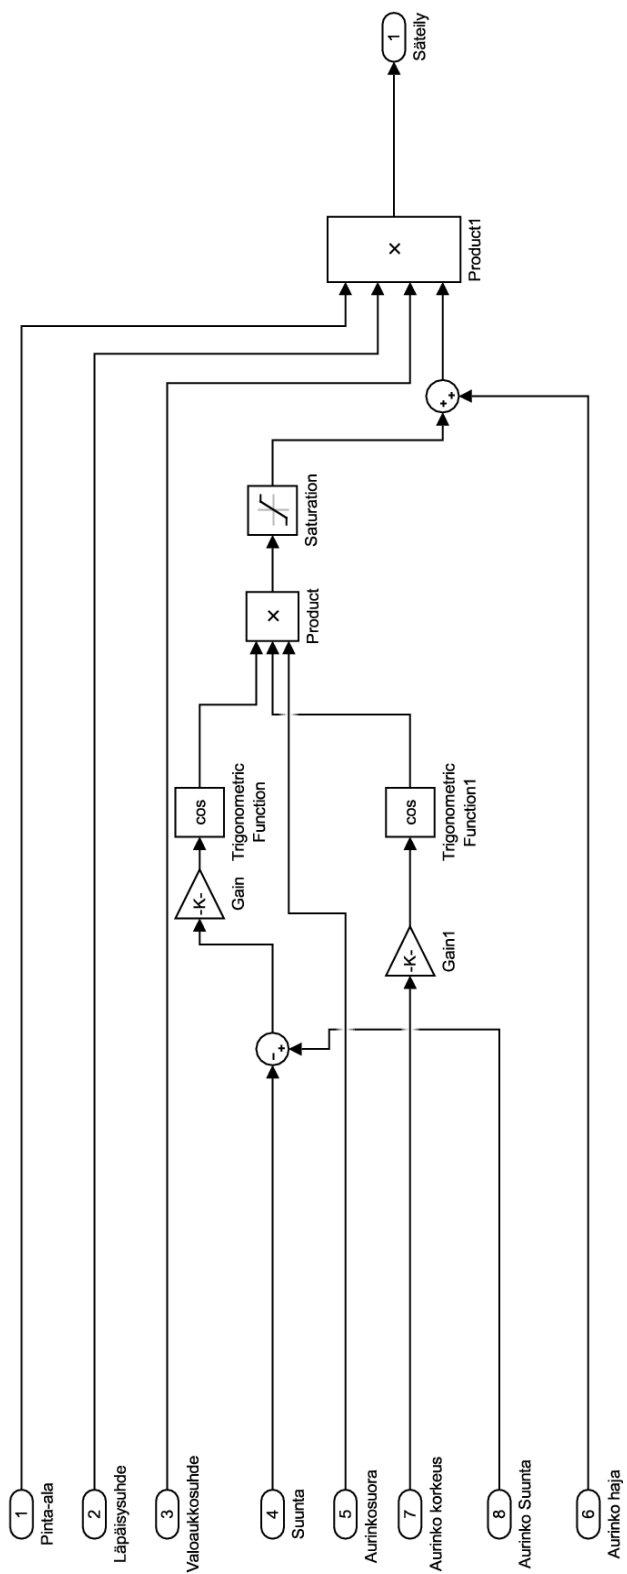 1
Pinta-ala
2
Läpäisysuhde
3
Valoaukkosuhde
4
Suunta
5
Aurinkosuora
7
Aurinko korkeus
8
Aurinko Suunta
6
Aurinko haja
-
+
-K-
Gain
-K-
Gain1
cos
Trigonometric
Function
cos
Trigonometric
Function1
×
Product
Saturation
+
+
×
Product1
1
Säteily